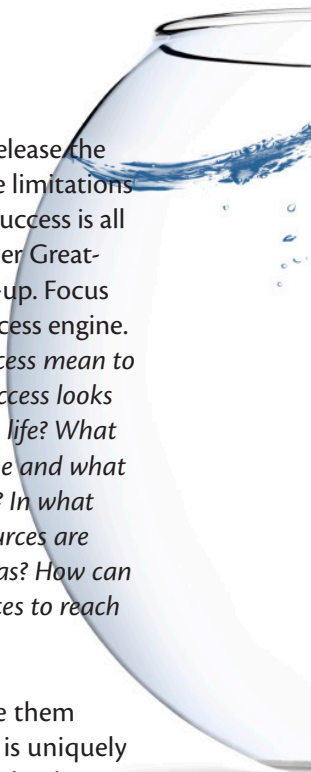 elease the
e limitations
uccess is all
er Great-
-up. Focus
cess engine.
cess mean to
ccess looks
life? What
e and what
? In what
urces are
as? How can
ces to reach
e them
is uniquely